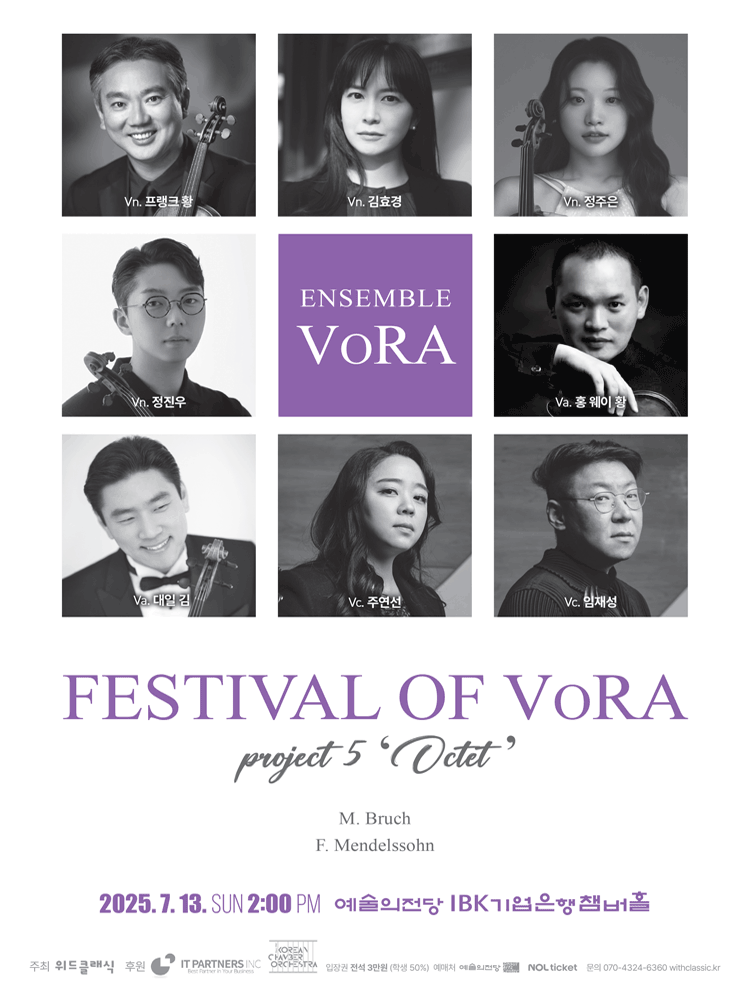 Vn. 프랭크 황
Vn. 김효경
Vn. 정주은
Vn. 정진우
ENSEMBLE
VORA
Va. 홍 웨이 황
Va. 대일 김
Vc. 주연선
Vc. 임재성
FESTIVAL OF VORA
project 5 ‘Octet’
M. Bruch
F. Mendelssohn
2025. 7. 13. SUN 2:00 PM 예술의전당 IBK기업은행챔버홀
주최 위드클래식 후원 IT PARTNERS INC
Best Partner in Your Business
KOREAN
CHAMBER
ORCHESTRA
입장권 전석 3만원 (학생 50%) 예매처 예술의전당 NOL ticket 문의 070-4324-6360 withclassic.kr